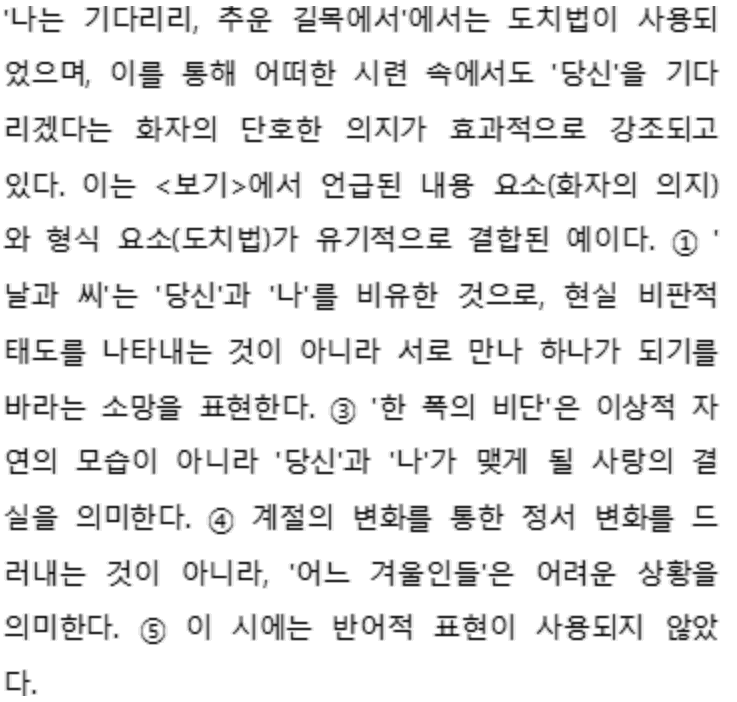 '나는 기다리리, 추운 길목에서'에서는 도치법이 사용되
었으며, 이를 통해 어떠한 시련 속에서도 '당신'을 기다
리겠다는 화자의 단호한 의지가 효과적으로 강조되고
있다. 이는 <보기>에서 언급된 내용 요소(화자의 의지)
와 형식 요소(도치법)가 유기적으로 결합된 예이다. ① '
날과 씨'는 '당신'과 '나'를 비유한 것으로, 현실 비판적
태도를 나타내는 것이 아니라 서로 만나 하나가 되기를
바라는 소망을 표현한다. ③ '한 폭의 비단'은 이상적 자
연의 모습이 아니라 '당신'과 '나'가 맺게 될 사랑의 결
실을 의미한다. ④ 계절의 변화를 통한 정서 변화를 드
러내는 것이 아니라, '어느 겨울인들'은 어려운 상황을
의미한다. ⑤ 이 시에는 반어적 표현이 사용되지 않았
다.